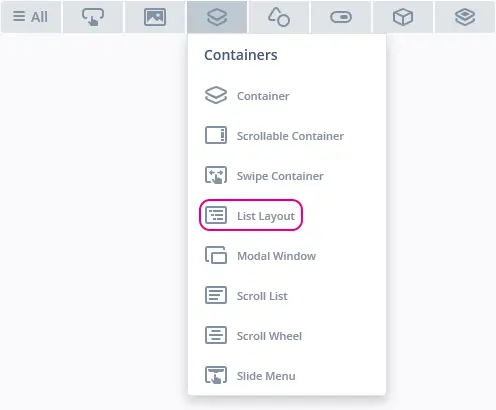 All
Containers
Container
Scrollable Container
Swipe Container
List Layout
Modal Window
Scroll List
Scroll Wheel
Slide Menu